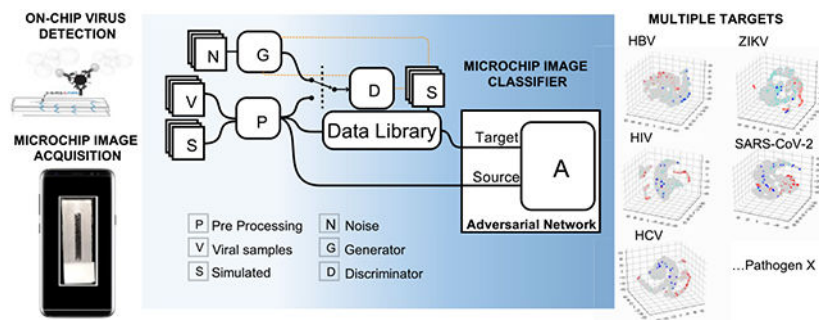 ON-CHIP VIRUS
DETECTION
MICROCHIP IMAGE
ACQUISITION
N
G
V
S
P
D
S
MICROCHIP IMAGE
CLASSIFIER
Data Library
Target
Source
A
Adversarial Network
P Pre Processing
V Viral samples
S Simulated
N Noise
G Generator
D Discriminator
MULTIPLE TARGETS
HBV
ZIKV
HIV
SARS-CoV-2
HCV
...Pathogen X